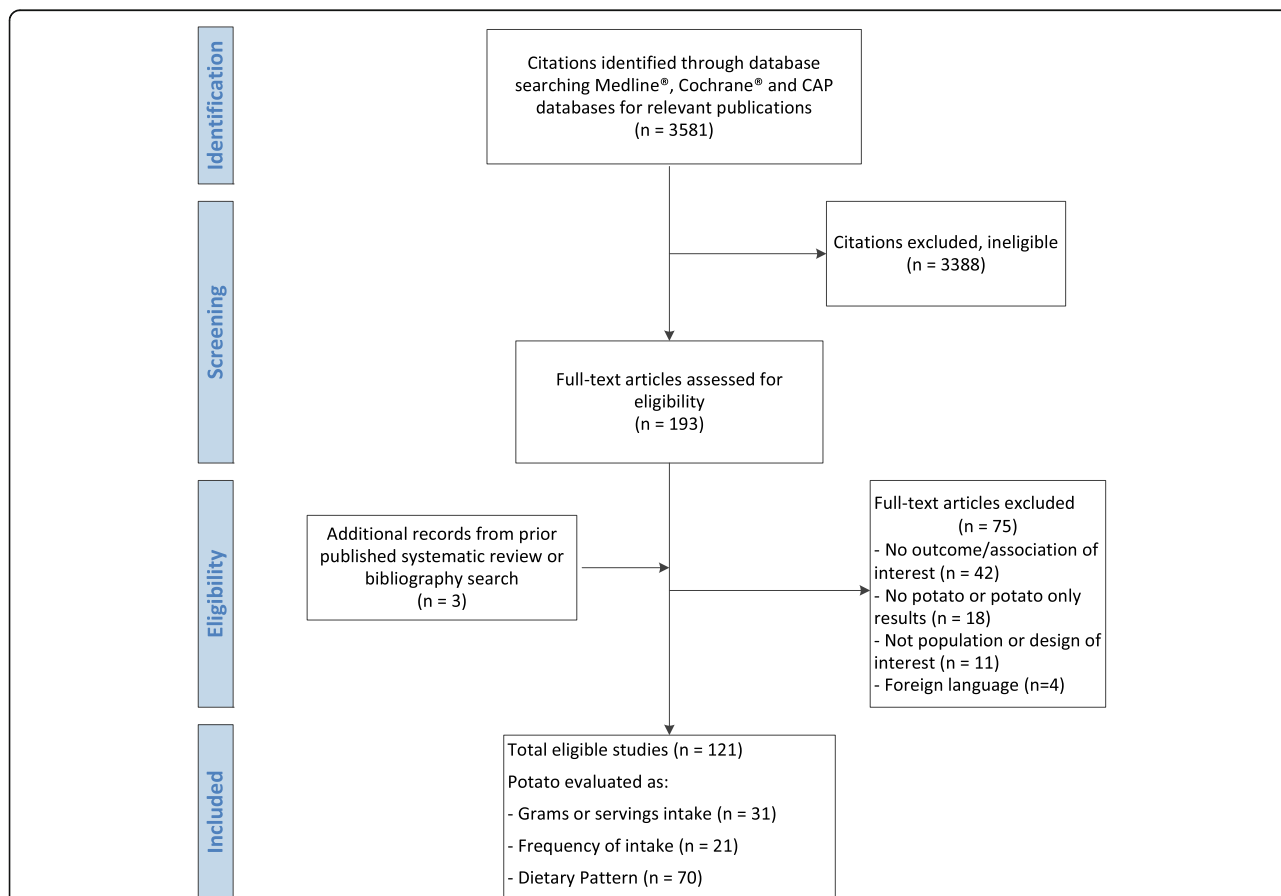 Identification
Citations identified through database
searching Medline®, Cochrane® and CAP
databases for relevant publications
(n = 3581)
Screening
Citations excluded, ineligible
(n = 3388)
Full-text articles assessed for
eligibility
(n = 193)
Eligibility
Additional records from prior
published systematic review or
bibliography search
(n = 3)
Full-text articles excluded
(n = 75)
- No outcome/association of
interest (n = 42)
- No potato or potato only
results (n = 18)
- Not population or design of
interest (n = 11)
- Foreign language (n=4)
Included
Total eligible studies (n = 121)
Potato evaluated as:
- Grams or servings intake (n = 31)
- Frequency of intake (n = 21)
- Dietary Pattern (n = 70)